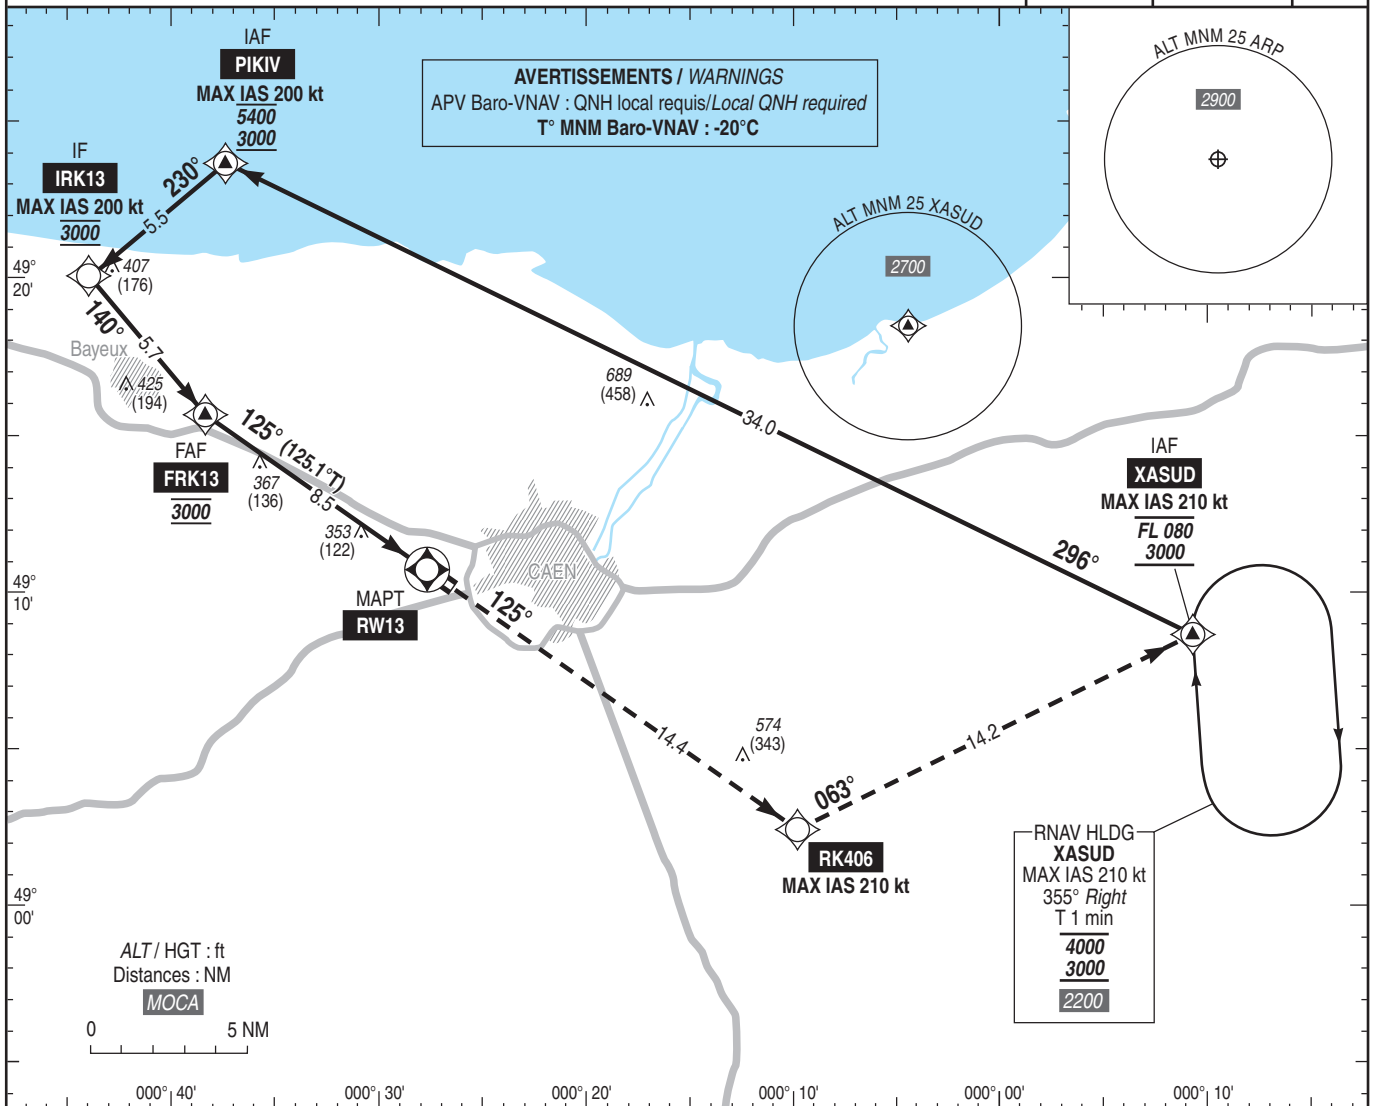 IAF
PIKIV
MAX IAS 200 kt
5400
3000
AVERTISSEMENTS / WARNINGS
APV Baro-VNAV : QNH local requis/Local QNH required
T° MNM Baro-VNAV : -20°C
ALT MNM 25 ARP
2900
IF
IRK13
MAX IAS 200 kt
3000
230°
5.5
ALT MNM 25 XASUD
2700
49°
20'
407
(176)
140°
5.7
Bayeux
425
(194)
689
(458)
34.0
125° (125.1°T)
8.5
FAF
FRK13
3000
367
(136)
353
(122)
IAF
XASUD
MAX IAS 210 kt
FL 080
3000
296°
CAEN
49°
10'
MAPT
RW13
125°
14.4
574
(343)
14.2
063°
RK406
MAX IAS 210 kt
RNAV HLDG
XASUD
MAX IAS 210 kt
355° Right
T 1 min
4000
3000
2200
49°
00'
ALT / HGT : ft
Distances : NM
MOCA
0 5 NM
000° 40' 000° 30' 000° 20' 000° 10' 000° 00' 000° 10'